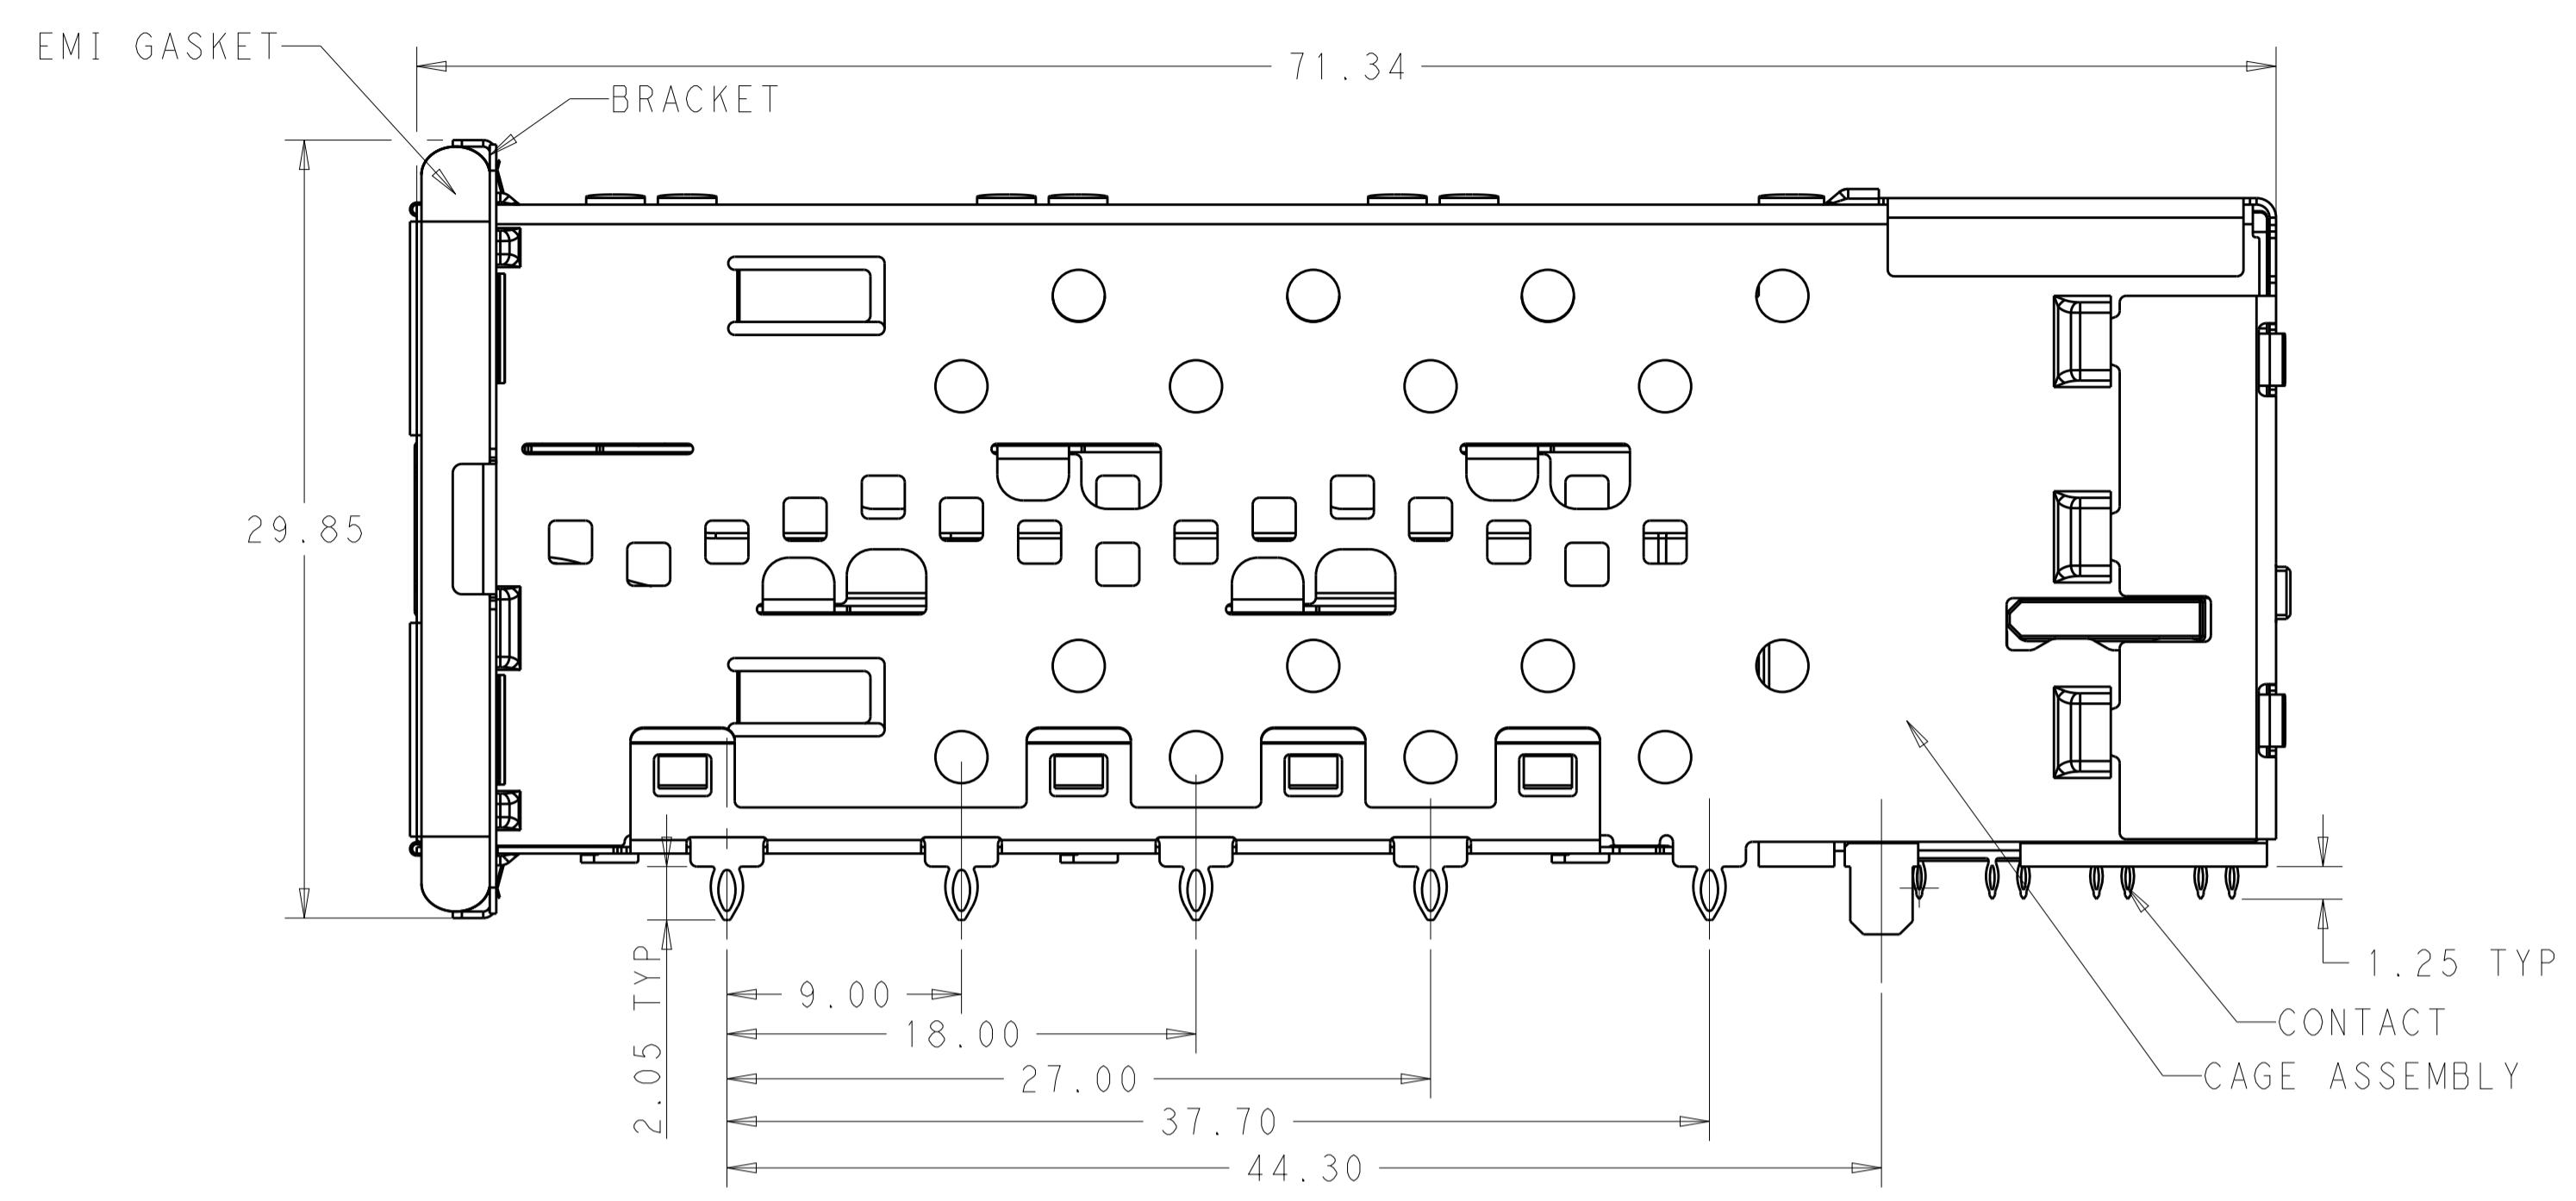 EMI GASKET
71.34
BRACKET
29.85
2.05 TYP
9.00
18.00
27.00
37.70
44.30
1.25 TYP
CONTACT
CAGE ASSEMBLY